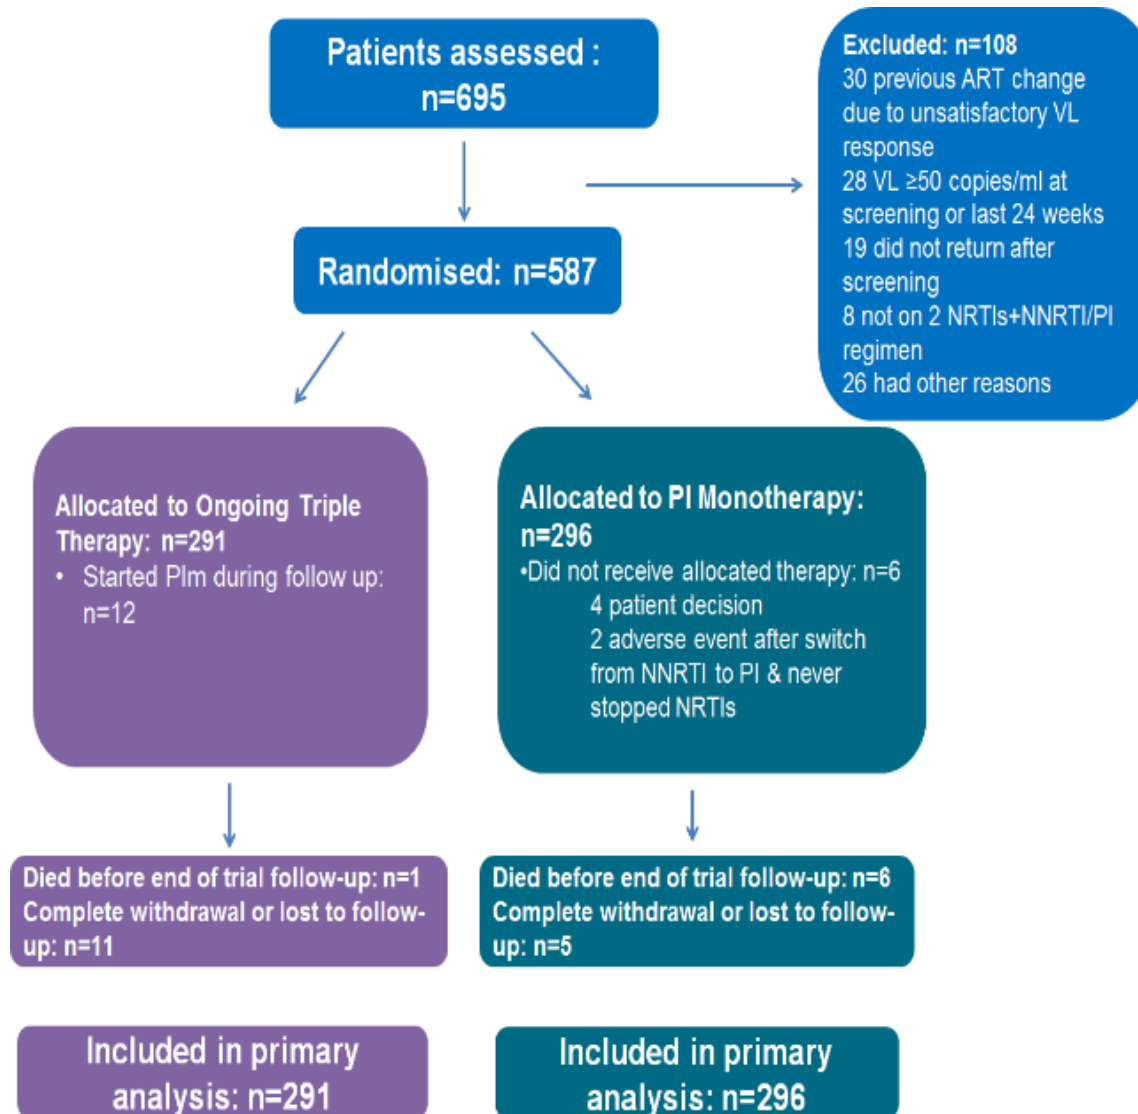 Patients assessed :
n=695
Excluded: n=108
30 previous ART change
due to unsatisfactory VL
response
28 VL ≥50 copies/ml at
screening or last 24 weeks
19 did not return after
screening
8 not on 2 NRTIs+NNRTI/PI
regimen
26 had other reasons
Randomised: n=587
Allocated to Ongoing Triple
Therapy: n=291
• Started PIm during follow up:
n=12
Allocated to PI Monotherapy:
n=296
•Did not receive allocated therapy: n=6
4 patient decision
2 adverse event after switch
from NNRTI to PI & never
stopped NRTIs
Died before end of trial follow-up: n=1
Complete withdrawal or lost to follow-
up: n=11
Died before end of trial follow-up: n=6
Complete withdrawal or lost to follow-
up: n=5
Included in primary
analysis: n=291
Included in primary
analysis: n=296